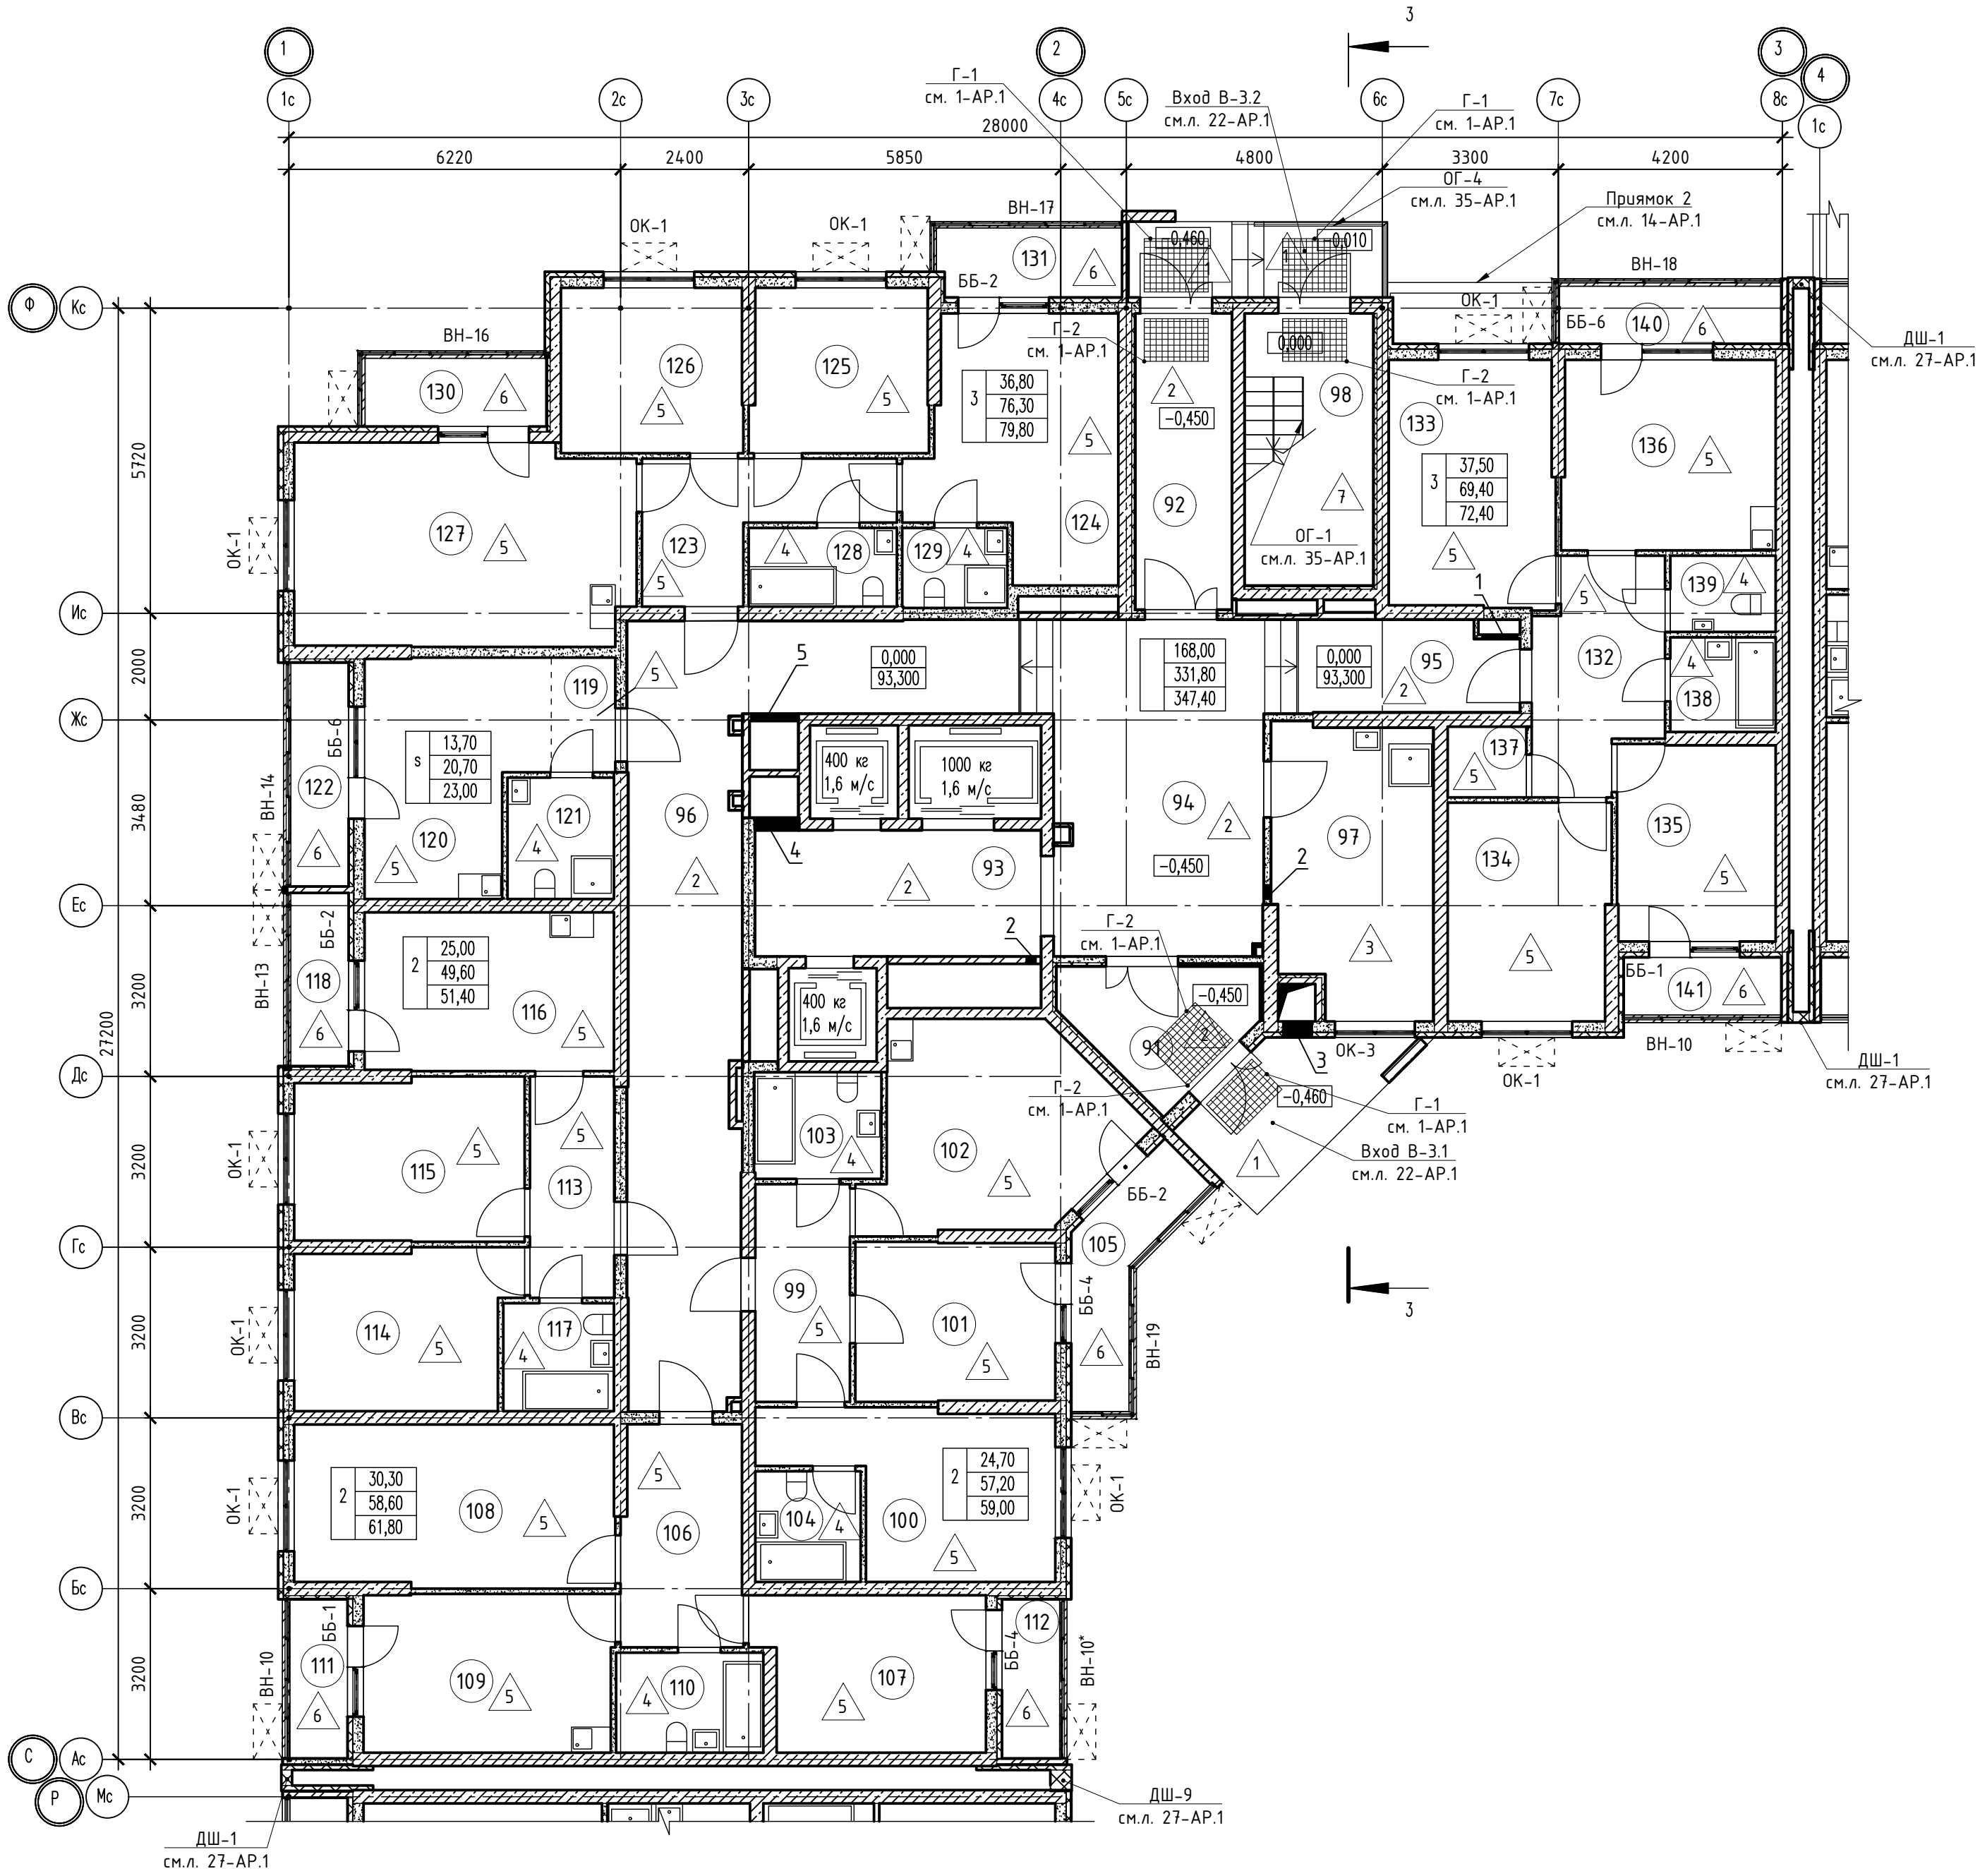 3
1
2
3
4
1с
2с
3с
4с
5с
6с
7с
8с
1с
Г-1
см. 1-АР.1
Вход В-3.2
см.л. 22-АР.1
Г-1
см. 1-АР.1
28000
6220
2400
5850
4800
3300
4200
ОГ-4
см.л. 35-АР.1
Приямок 2
см.л. 14-АР.1
ОК-1
ОК-1
ВН-17
131
6
-0,460
1
1
-0,010
ВН-18
ББ-2
ОК-1
ББ-6
140
6
Ф
Кс
ВН-16
Г-2
см. 1-АР.1
0,000
ДШ-1
см.л. 27-АР.1
130
6
126
5
125
5
3
36,80
76,30
79,80
2
-0,450
98
Г-2
см. 1-АР.1
133
136
5
5
5720
3
37,50
69,40
72,40
127
5
ОК-1
123
5
4
128
129
4
124
92
7
ОГ-1
см.л. 35-АР.1
5
1
5
139
4
Ис
2000
5
119
5
0,000
93,300
168,00
331,80
347,40
0,000
93,300
95
2
132
4
138
Жс
ББ-6
122
ВН-14
6
s
13,70
20,70
23,00
120
5
121
4
400 кг
1,6 м/с
1000 кг
1,6 м/с
96
2
4
94
2
-0,450
97
137
5
134
135
5
3480
93
2
2
Ес
ВН-13
ББ-2
118
6
2
25,00
49,60
51,40
116
5
2
Г-2
см. 1-АР.1
3
5
ББ-1
141
6
3200
27200
400 кг
1,6 м/с
-0,450
2
91
3
ОК-3
ОК-1
ВН-10
ДШ-1
см.л. 27-АР.1
Дс
Г-2
см. 1-АР.1
-0,460
Г-1
см. 1-АР.1
3200
ОК-1
115
5
5
113
103
4
102
5
1
Вход В-3.1
см.л. 22-АР.1
ББ-2
Гс
105
99
5
101
5
ББ-4
6
ВН-19
3
3200
ОК-1
114
5
117
4
Вс
3200
ОК-1
2
30,30
58,60
61,80
108
5
5
106
104
4
100
2
24,70
57,20
59,00
5
ОК-1
Бс
3200
ВН-10
ББ-1
111
6
109
5
4
110
107
5
ББ-4
112
6
ВН-10*
С
Ас
Р
Мс
ДШ-9
см.л. 27-АР.1
ДШ-1
см.л. 27-АР.1